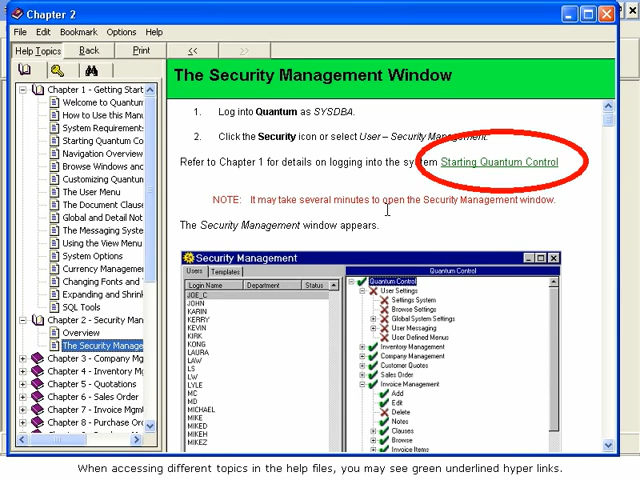 Chapter 2
File Edit Bookmark Options Help
Help Topics Back Print << >>
Chapter 1 - Getting Start
Welcome to Quantum
How to Use this Manu
System Requirements
Starting Quantum Co
Navigation Overview
Browse Windows and
Customizing Quantum
The User Menu
The Document Clause
Global and Detail Not
The Messaging System
Using the View Menu
System Options
Currency Management
Changing Fonts and
Expanding and Shrink
SQL Tools
Chapter 2 - Security Man
Overview
The Security Manage
Chapter 3 - Company Mg
Chapter 4 - Inventory Mg
Chapter 5 - Quotations
Chapter 6 - Sales Order
Chapter 7 - Invoice Mgmt
Chapter 8 - Purchase Ord
The Security Management Window
1. Log into Quantum as SYSDBA.
2. Click the Security icon or select User – Security Management.
Refer to Chapter 1 for details on logging into the system Starting Quantum Control
NOTE: It may take several minutes to open the Security Management window.
The Security Management window appears.
Security Management
Users Templates
Login Name Department Status
JOE_C
JOHN
KARIN
KERRY
KEVIN
KIRK
KONG
LAURA
LAW
LS
LW
LYLE
MC
MD
MICHAEL
MIKE
MIKED
MIKEH
MIKEZ
Quantum Control
Quantum Control
User Settings
Settings System
Browse Settings
Global System Settings
User Messaging
User Defined Menus
Inventory Management
Company Management
Customer Quotes
Sales Order
Invoice Management
Add
Edit
Delete
Notes
Clauses
Browse
Invoice Items
When accessing different topics in the help files, you may see green underlined hyper links.